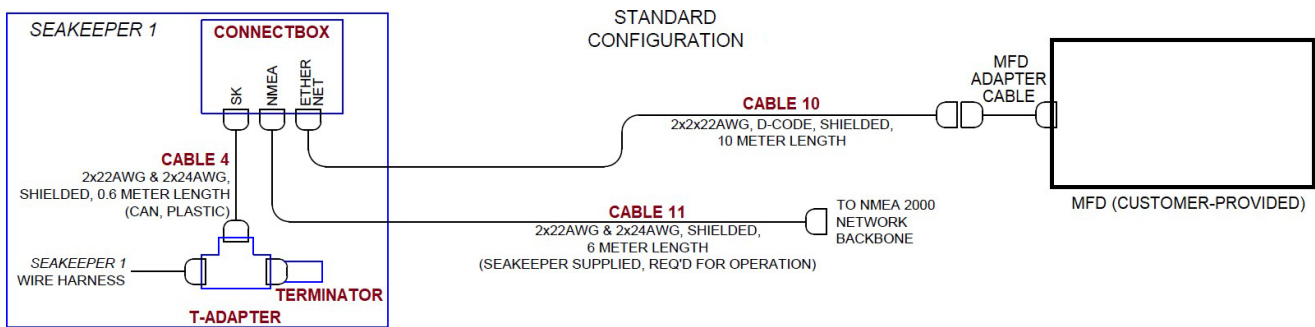 SEAKEEPER 1
CONNECTBOX
SK
NMEA
ETHER
NET
STANDARD
CONFIGURATION
CABLE 4
2x22AWG & 2x24AWG,
SHIELDED, 0.6 METER LENGTH
(CAN, PLASTIC)
SEAKEEPER 1
WIRE HARNESS
TERMINATOR
T-ADAPTER
CABLE 10
2x2x22AWG, D-CODE, SHIELDED,
10 METER LENGTH
CABLE 11
2x22AWG & 2x24AWG, SHIELDED,
6 METER LENGTH
(SEAKEEPER SUPPLIED, REQ'D FOR OPERATION)
TO NMEA 2000
NETWORK
BACKBONE
MFD
ADAPTER
CABLE
MFD (CUSTOMER-PROVIDED)